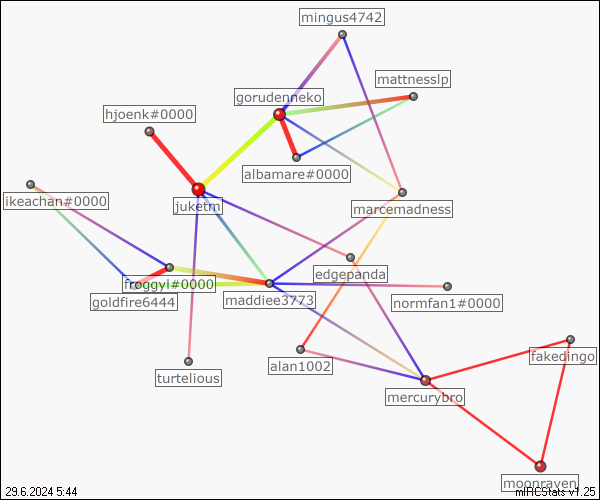 mingus4742
mattnesslp
gorudenneko
hjoenk#0000
albamare#0000
ikeachan#0000
juketm
marcemadness
edgepanda
froggyl#0000
goldfire6444
maddiee3773
normfan1#0000
fakedingo
alan1002
turtelious
mercurybro
moonraven
29.6.2024 5:44
mIRCStats v1.25